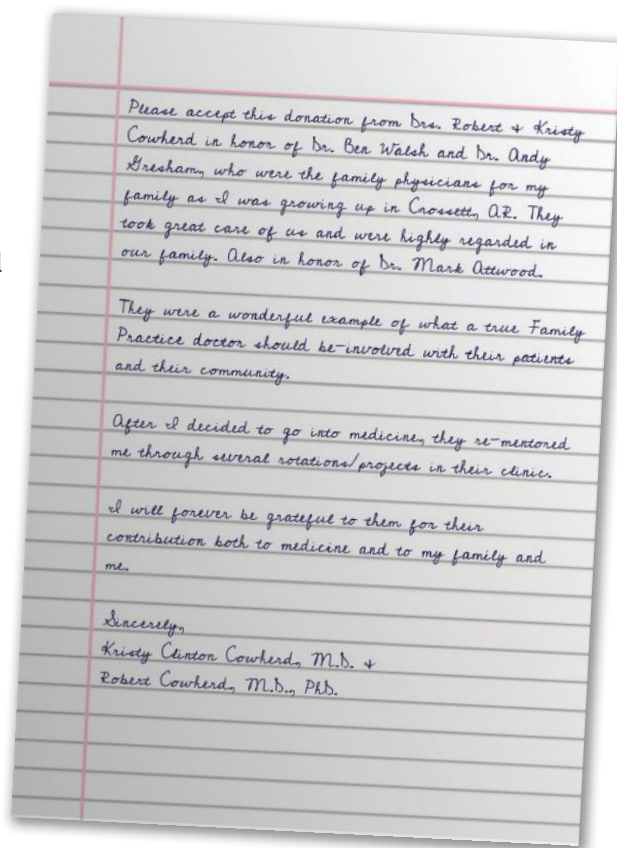 Please accept this donation from Drs. Robert & Kristy
Cowherd in honor of Dr. Ben Walsh and Dr. Andy
Gresham, who were the family physicians for my
family as I was growing up in Crossett, AR. They
took great care of us and were highly regarded in
our family. Also in honor of Dr. Mark Attwood.
They were a wonderful example of what a true Family
Practice doctor should be-involved with their patients
and their community.
After I decided to go into medicine, they re-mentored
me through several rotations/projects in their clinic.
I will forever be grateful to them for their
contribution both to medicine and to my family and
me.
Sincerely,
Kristy Clinton Cowherd, M.D. &
Robert Cowherd, M.D., PhD.